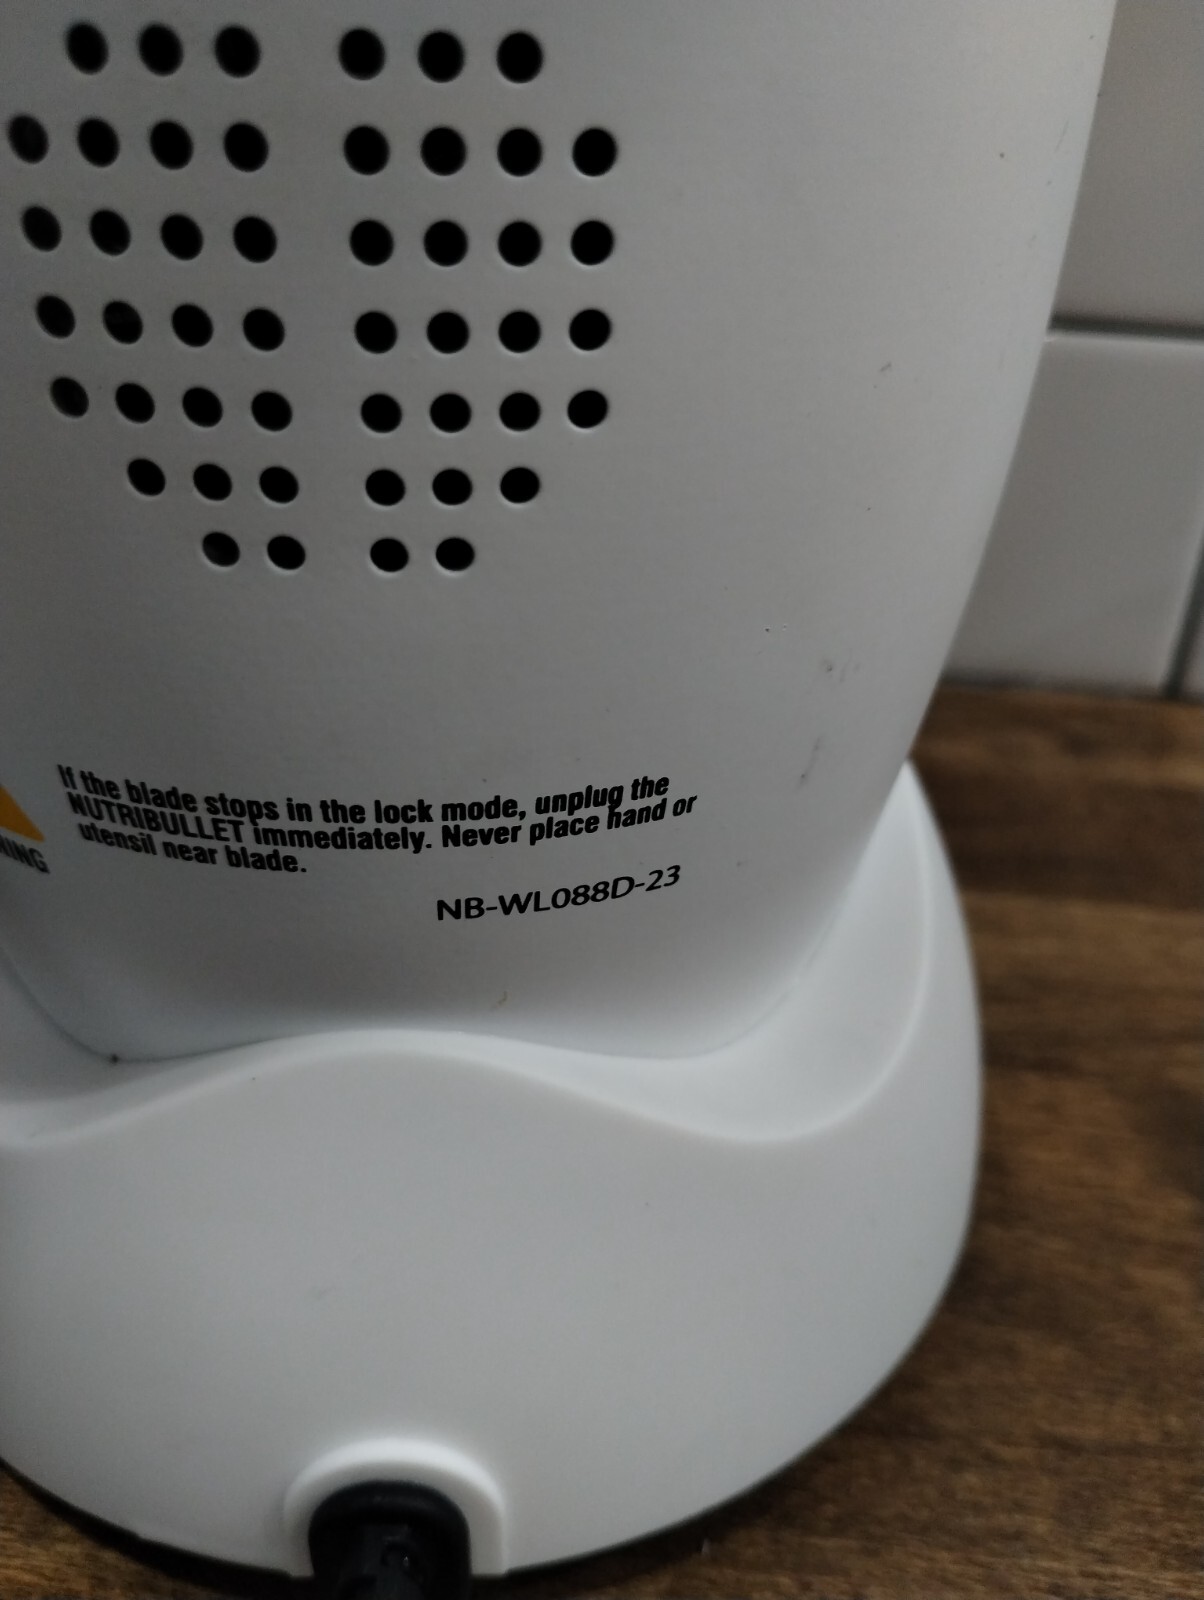 If the blade stops in the lock mode, unplug the
NUTRIBULLET immediately. Never place hand or
utensil near blade.
NB-WL088D-23